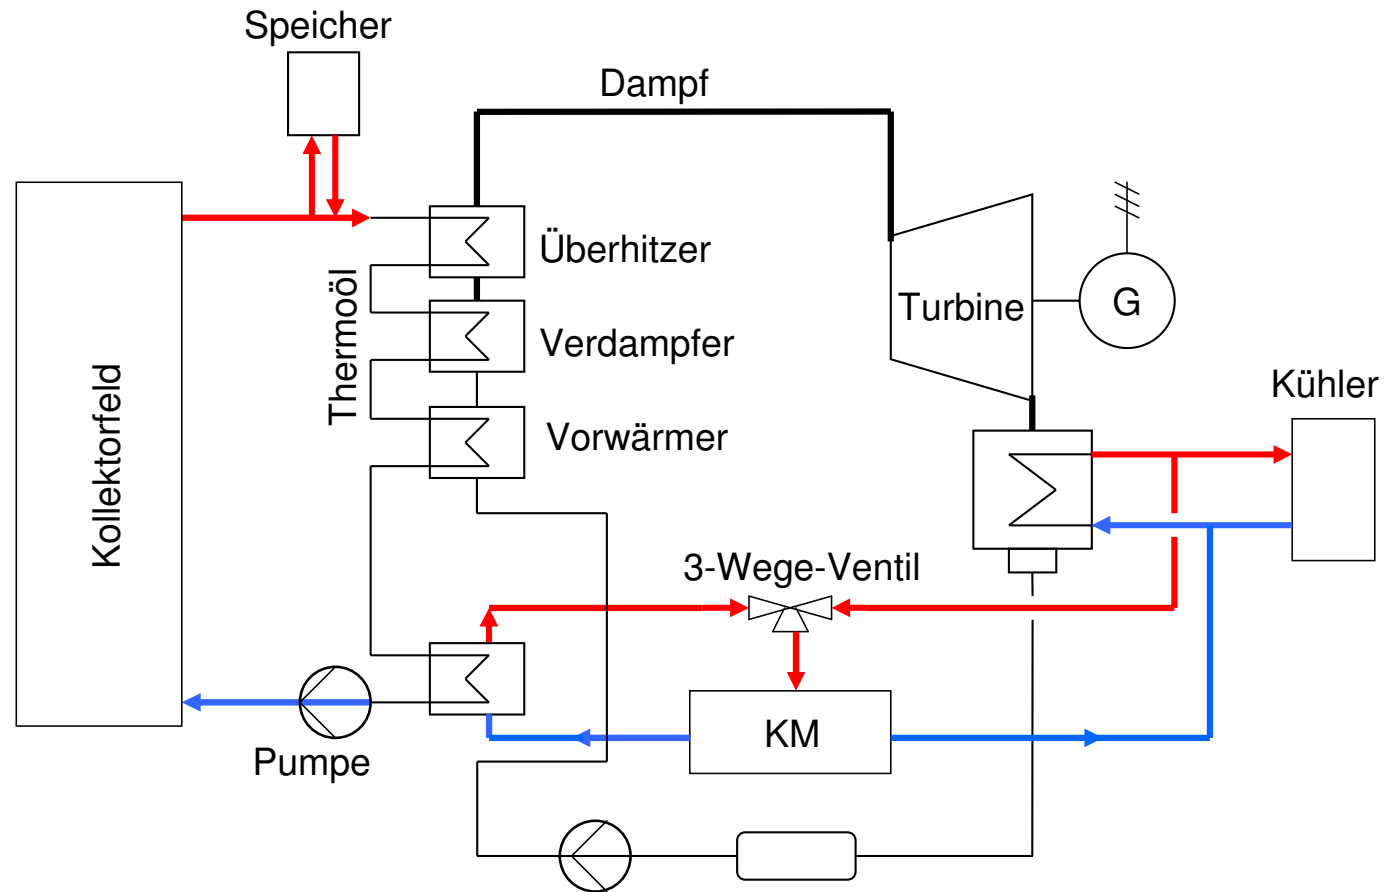 Speicher
Dampf
Überhitzer
Thermoöl
Turbine
G
Verdampfer
Kollektorfeld
Kühler
Vorwärmer
3-Wege-Ventil
KM
Pumpe